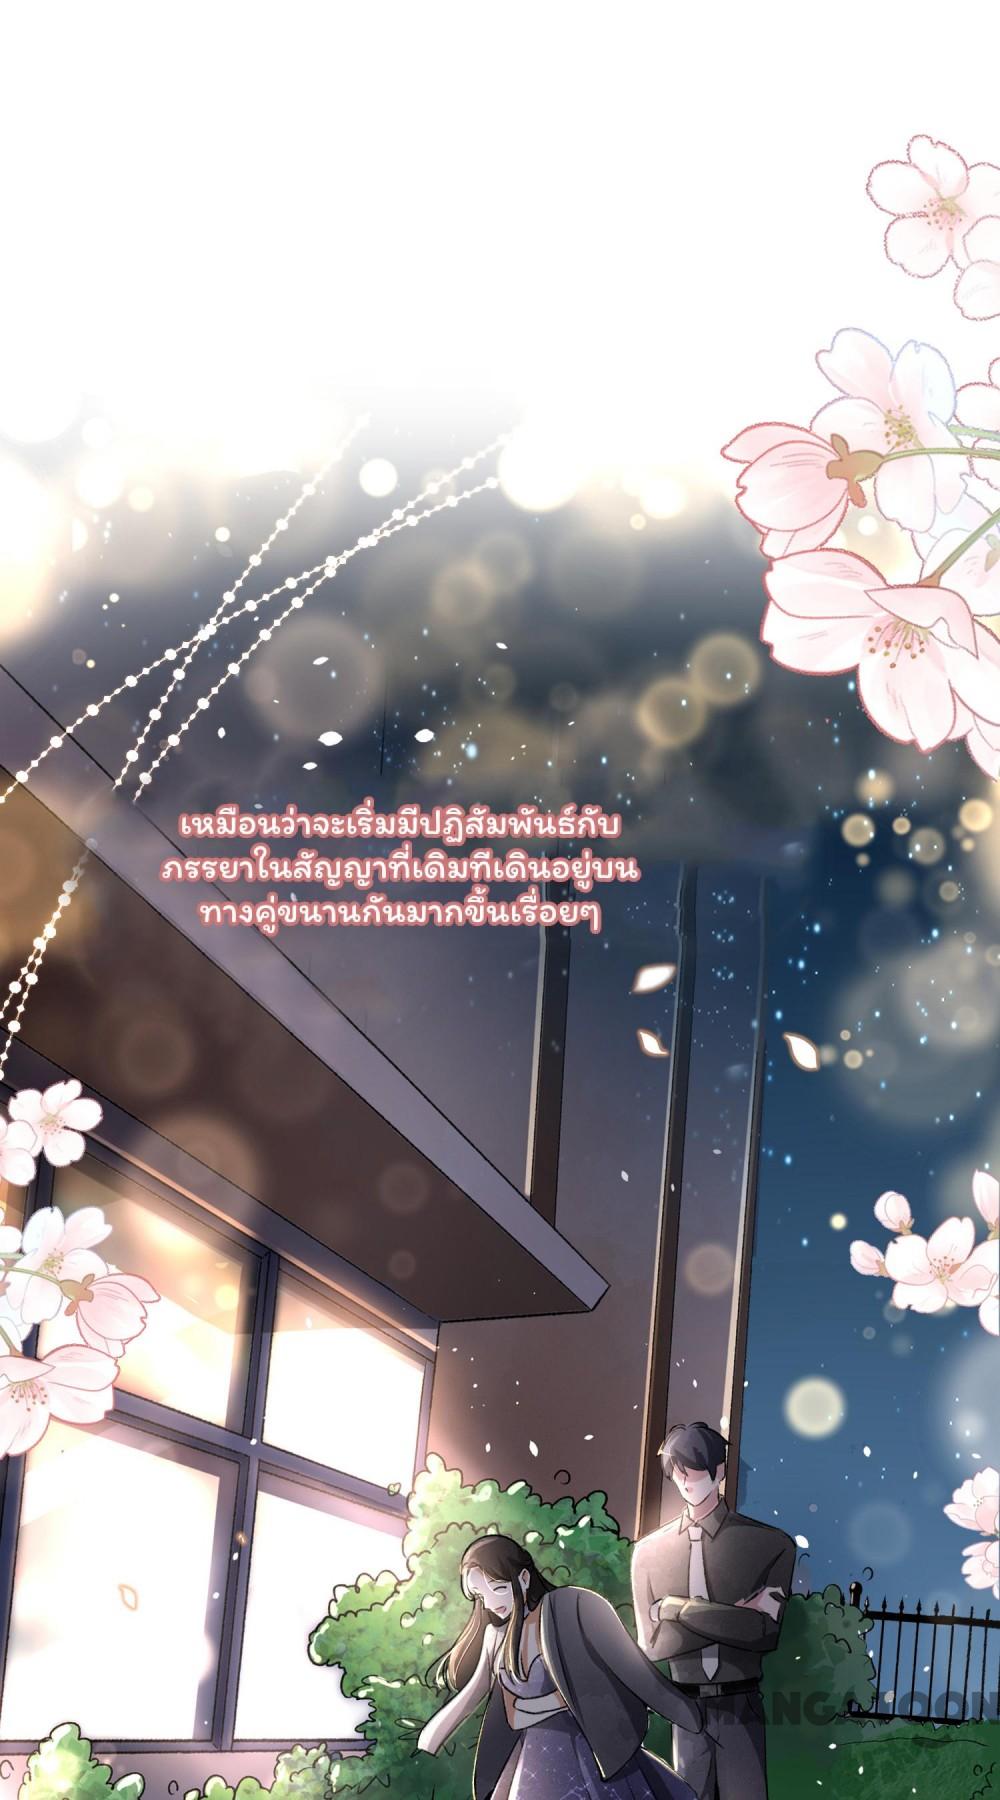 เหมือนว่าจะเริ่มมีปฏิสัมพันธ์กับ
ภรรยาในสัญญาที่เดิมทีเดินอยู่บน
ทางคู่ขนานกันมากขึ้นเรื่อยๆ
MANGATOON